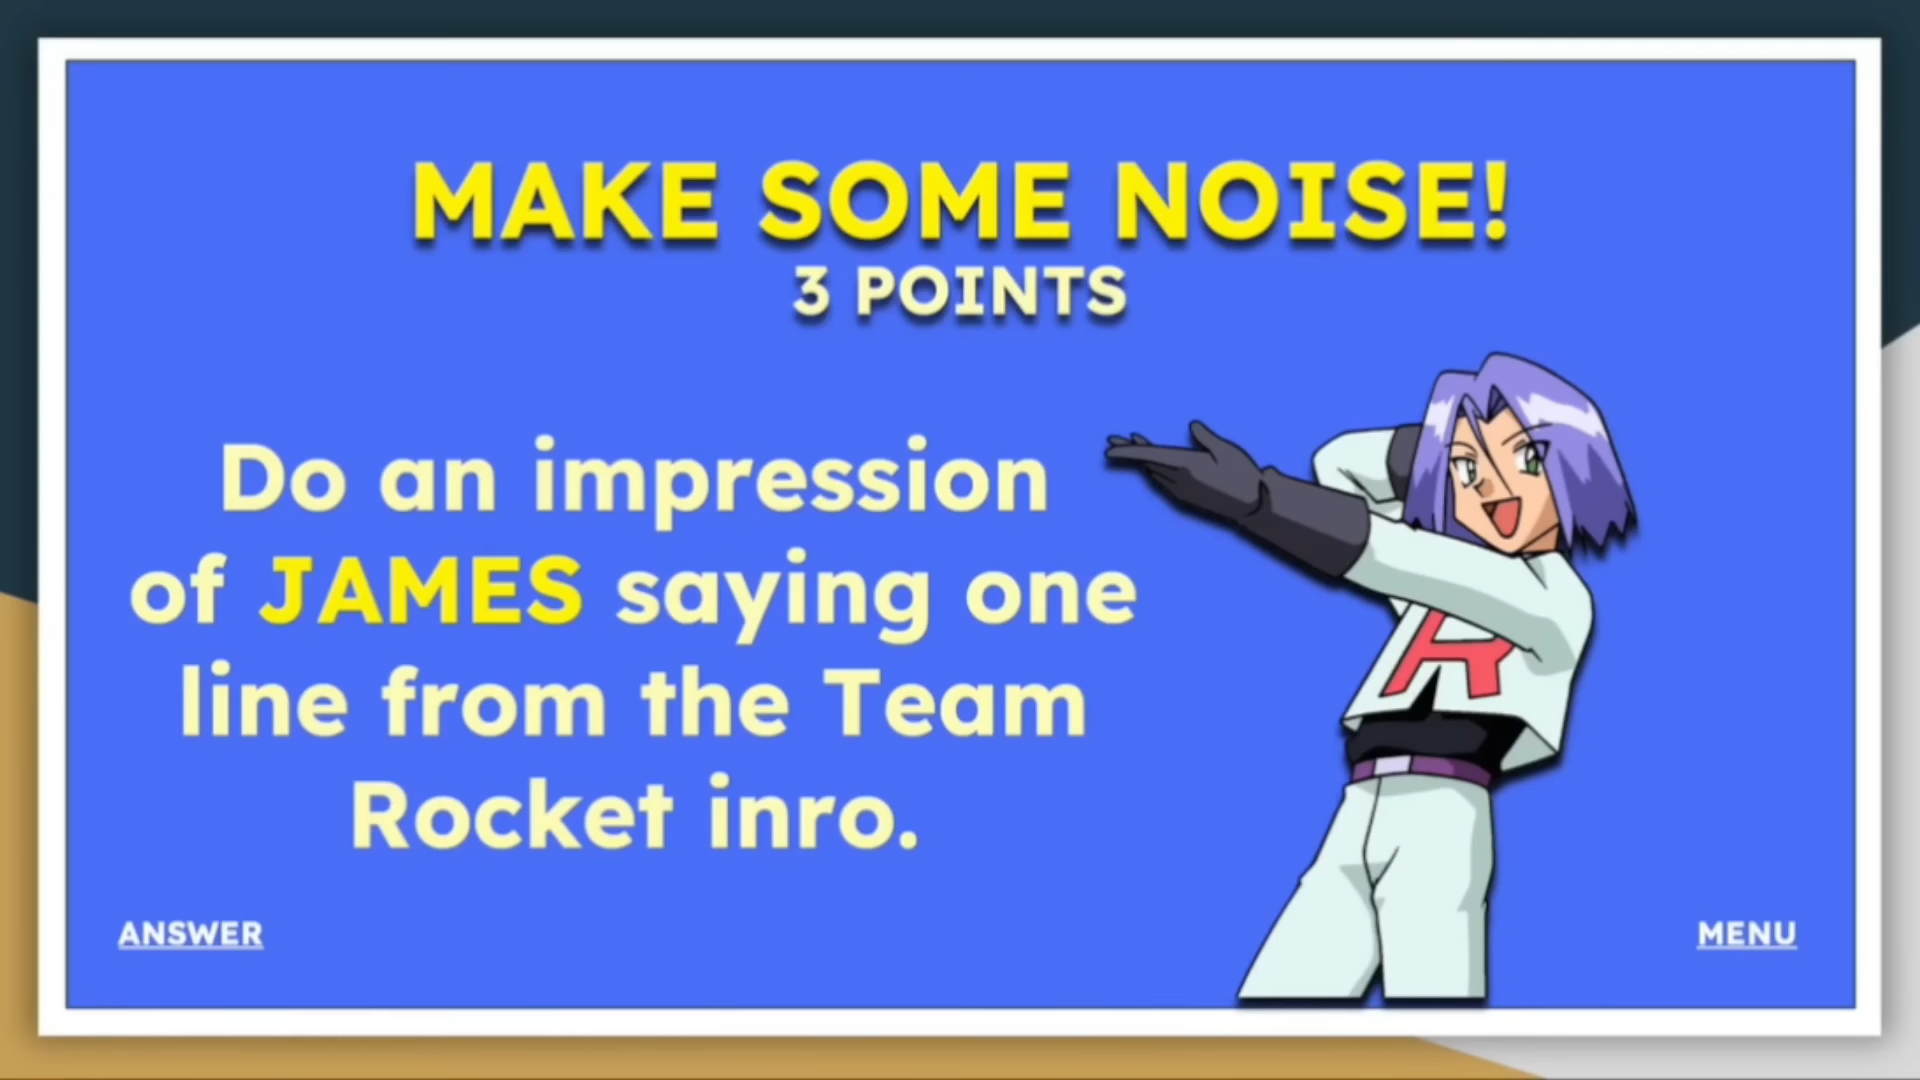 MAKE SOME NOISE!
3 POINTS
Do an impression
of JAMES saying one
line from the Team
Rocket inro.
R
ANSWER
MENU